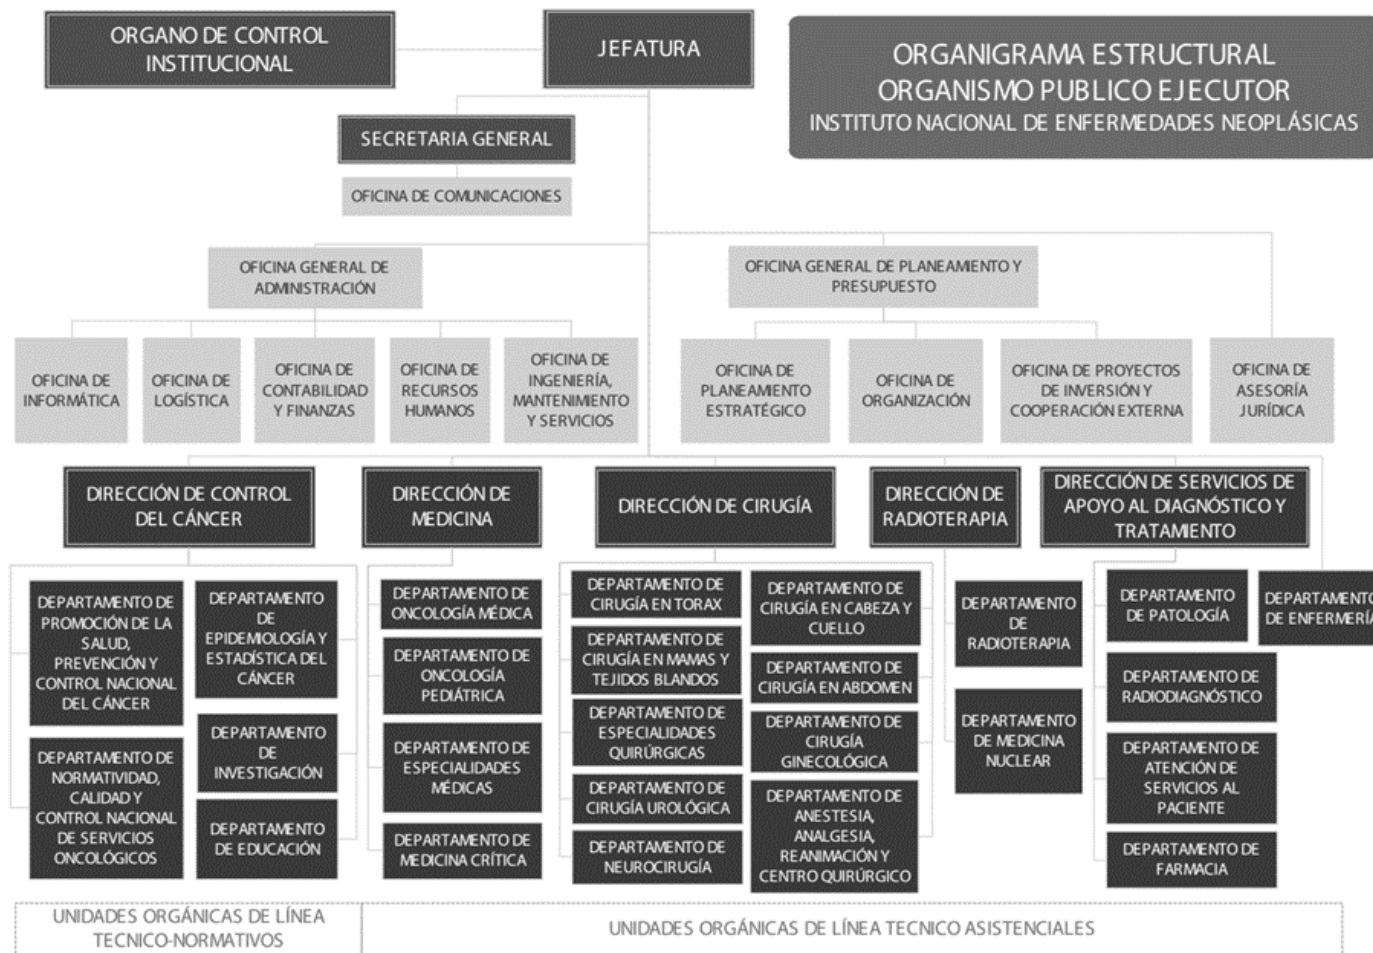 ORGANO DE CONTROL
INSTITUCIONAL
JEFATURA
ORGANIGRAMA ESTRUCTURAL
ORGANISMO PUBLICO EJECUTOR
INSTITUTO NACIONAL DE ENFERMEDADES NEOPLÁSICAS
SECRETARIA GENERAL
OFICINA DE COMUNICACIONES
OFICINA GENERAL DE
ADMINISTRACIÓN
OFICINA GENERAL DE PLANEAMIENTO Y
PRESUPUESTO
OFICINA DE
INFORMÁTICA
OFICINA DE
LOGÍSTICA
OFICINA DE
CONTABILIDAD
Y FINANZAS
OFICINA DE
RECURSOS
HUMANOS
OFICINA DE
INGENIERÍA,
MANTENIMIENTO
Y SERVICIOS
OFICINA DE
PLANEAMIENTO
ESTRATÉGICO
OFICINA DE
ORGANIZACIÓN
OFICINA DE PROYECTOS
DE INVERSIÓN Y
COOPERACIÓN EXTERNA
OFICINA DE
ASESORÍA
JURÍDICA
DIRECCIÓN DE CONTROL
DEL CÁNCER
DIRECCIÓN DE
MEDICINA
DIRECCIÓN DE CIRUGÍA
DIRECCIÓN DE
RADIOTERAPIA
DIRECCIÓN DE SERVICIOS DE
APOYO AL DIAGNÓSTICO Y
TRATAMIENTO
DEPARTAMENTO DE
PROMOCIÓN DE LA
SALUD,
PREVENCIÓN Y
CONTROL NACIONAL
DEL CÁNCER
DEPARTAMENTO DE
NORMATIVIDAD,
CALIDAD Y
CONTROL NACIONAL
DE SERVICIOS
ONCOLÓGICOS
DEPARTAMENTO
DE
EPIDEMIOLOGÍA Y
ESTADÍSTICA DEL
CÁNCER
DEPARTAMENTO
DE
INVESTIGACIÓN
DEPARTAMENTO
DE EDUCACIÓN
DEPARTAMENTO DE
ONCOLOGÍA MÉDICA
DEPARTAMENTO DE
ONCOLOGÍA
PEDIÁTRICA
DEPARTAMENTO DE
ESPECIALIDADES
MÉDICAS
DEPARTAMENTO DE
MEDICINA CRÍTICA
DEPARTAMENTO DE
CIRUGÍA EN TORAX
DEPARTAMENTO DE
CIRUGÍA EN MAMAS Y
TEJIDOS BLANDOS
DEPARTAMENTO DE
ESPECIALIDADES
QUIRÚRGICAS
DEPARTAMENTO DE
CIRUGÍA UROLÓGICA
DEPARTAMENTO DE
NEUROCIRUGÍA
DEPARTAMENTO DE
CIRUGÍA EN CABEZA Y
CUELLO
DEPARTAMENTO DE
CIRUGÍA EN ABDOMEN
DEPARTAMENTO DE
CIRUGÍA
GINECOLÓGICA
DEPARTAMENTO DE
ANESTESIA,
ANALGESIA,
REANIMACIÓN Y
CENTRO QUIRÚRGICO
DEPARTAMENTO
DE
RADIOTERAPIA
DEPARTAMENTO
DE MEDICINA
NUCLEAR
DEPARTAMENTO
DE PATOLOGÍA
DEPARTAMENTO DE
RADIODIAGNÓSTICO
DEPARTAMENTO DE
ATENCIÓN DE
SERVICIOS AL
PACIENTE
DEPARTAMENTO DE
FARMACIA
DEPARTAMENTO
DE ENFERMERÍA
UNIDADES ORGÁNICAS DE LÍNEA
TECNICO-NORMATIVOS
UNIDADES ORGÁNICAS DE LÍNEA TECNICO ASISTENCIALES